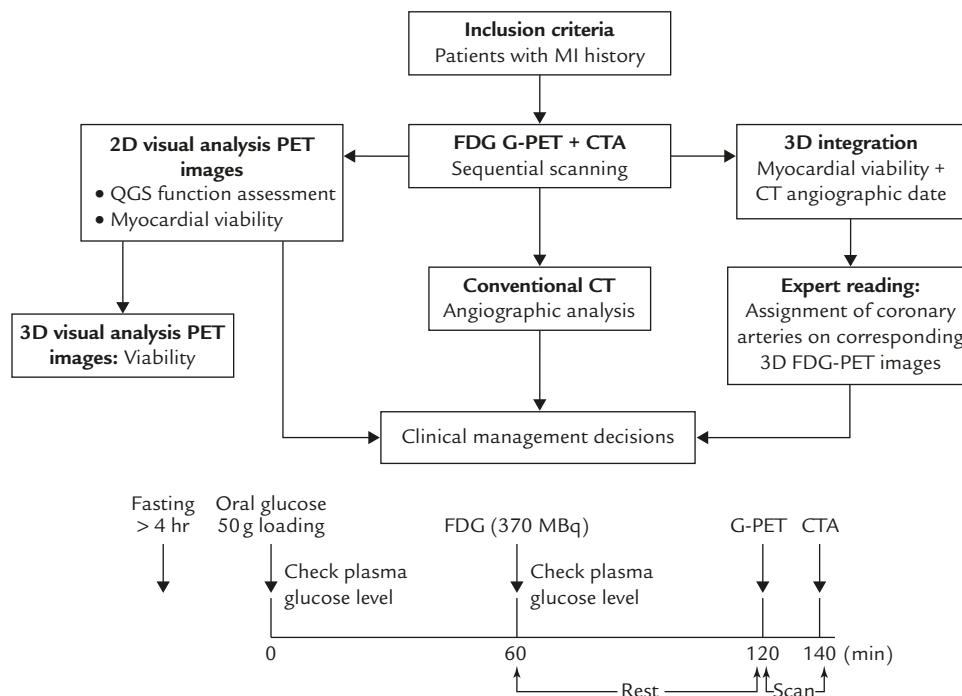 Inclusion criteria
Patients with MI history
2D visual analysis PET
images
• QGS function assessment
• Myocardial viability
FDG G-PET + CTA
Sequential scanning
3D integration
Myocardial viability +
CT angiographic date
3D visual analysis PET
images: Viability
Conventional CT
Angiographic analysis
Expert reading:
Assignment of coronary
arteries on corresponding
3D FDG-PET images
Clinical management decisions
Fasting
> 4 hr
Oral glucose
50 g loading
FDG (370 MBq)
G-PET
CTA
Check plasma
glucose level
Check plasma
glucose level
0
60
120
140
(min)
Rest
Scan